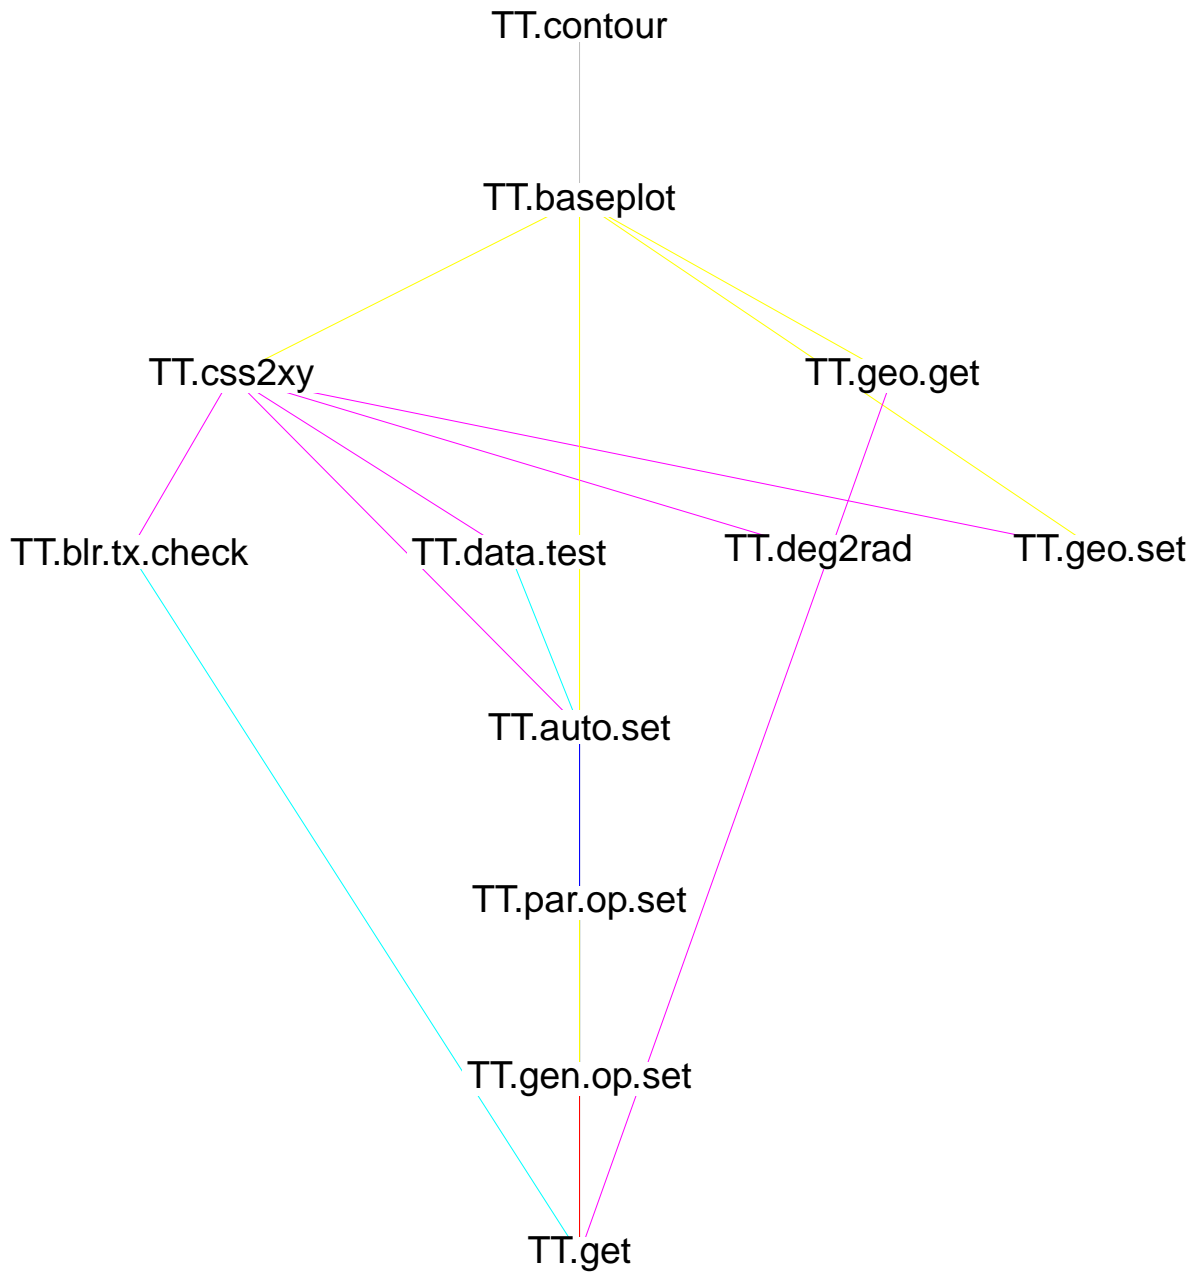 TT.contour
TT.baseplot
TT.css2xy
TT.geo.get
TT.blr.tx.check
TT.data.test
TT.deg2rad
TT.geo.set
TT.auto.set
TT.par.op.set
TT.gen.op.set
TT.get